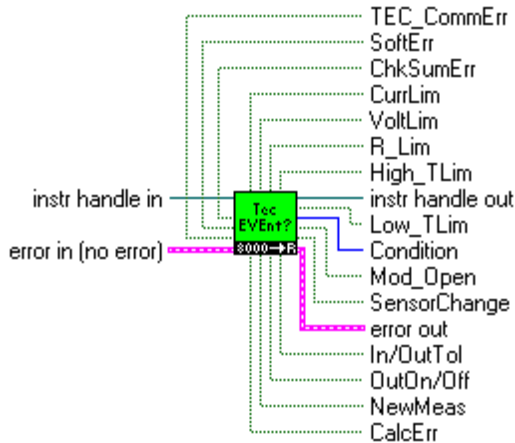 TEC_CommErr
SoftErr
ChkSumErr
CurrLim
VoltLim
R_Lim
High_TLim
instr handle in
instr handle out
Tec
EVEnt?
Low_TLim
error in (no error)
8000→R
Condition
Mod_Open
SensorChange
error out
In/OutTol
OutOn/Off
NewMeas
CalcErr